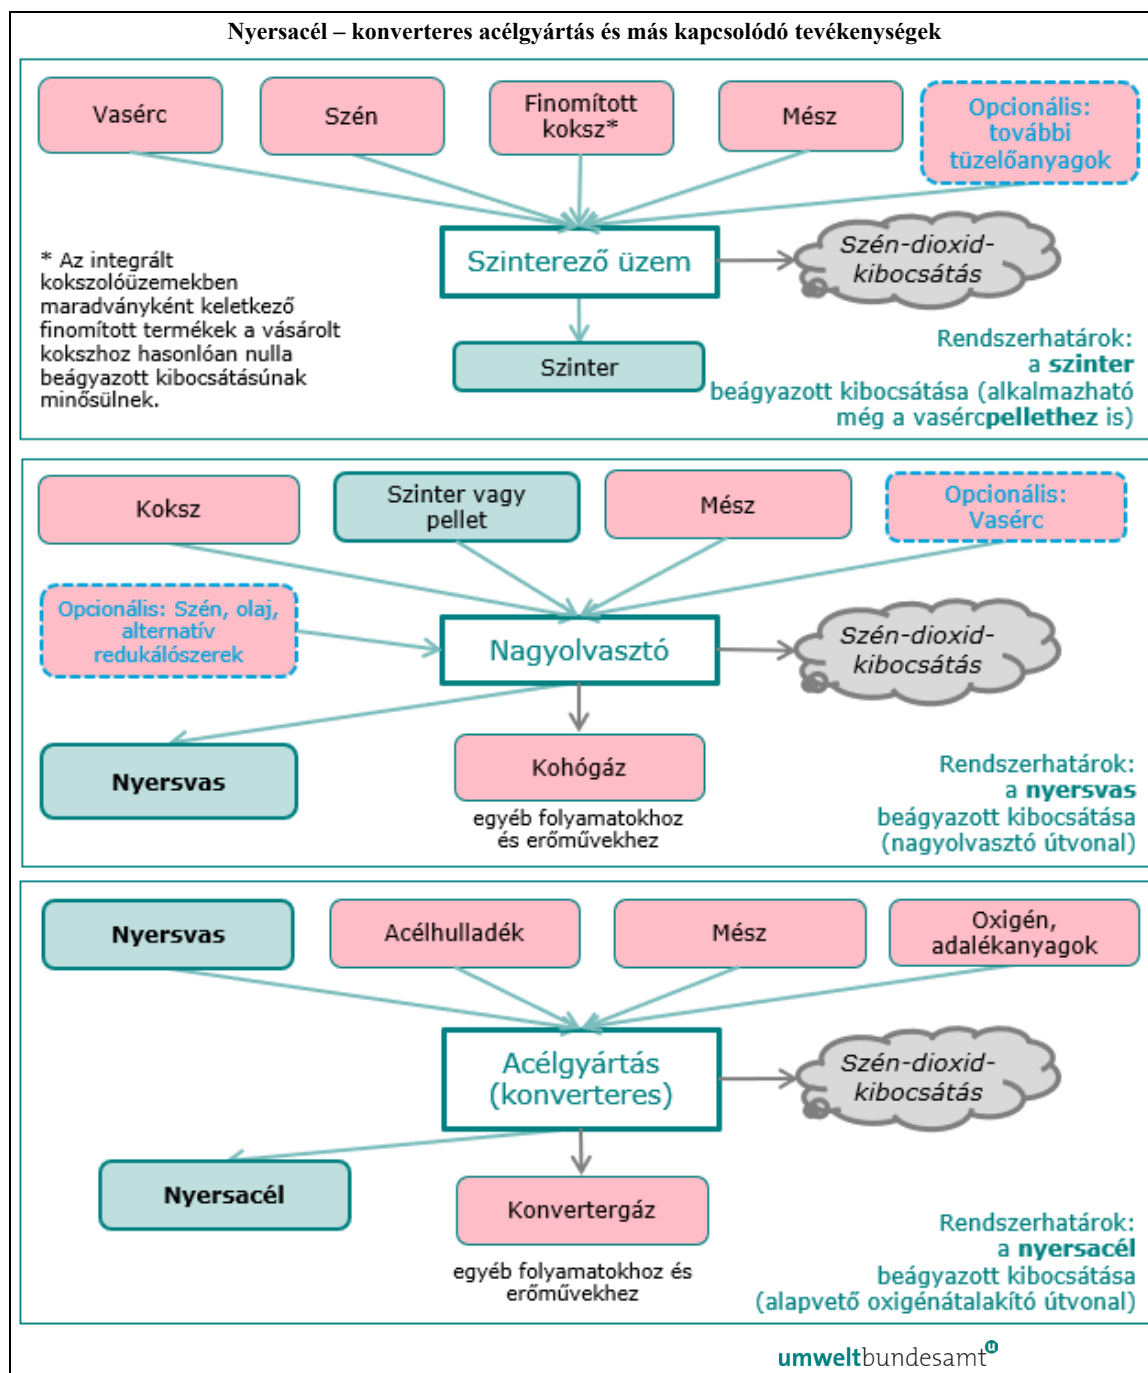 Nyersacél – konverteres acélgyártás és más kapcsolódó tevékenységek
Vasérc
Szén
Finomított
koksz*
Mész
Opcionális:
további
tüzelőanyagok
Szinterező üzem
Szén-dioxid-
kibocsátás
* Az integrált
kokszolóüzemekben
maradványként keletkező
finomított termékek a vásárolt
kokszhoz hasonlóan nulla
beágyazott kibocsátásúnak
minősülnek.
Szinter
Rendszerhatárok:
a szinter
beágyazott kibocsátása (alkalmazható
még a vasércpellethez is)
Koksz
Szinter vagy
pellet
Mész
Opcionális:
Vasérc
Opcionális: Szén, olaj,
alternatív
redukálószerek
Nagyolvasztó
Szén-dioxid-
kibocsátás
Nyersvas
Kohógáz
egyéb folyamatokhoz
és erőművekhez
Rendszerhatárok:
a nyersvas
beágyazott kibocsátása
(nagyolvasztó útvonal)
Nyersvas
Acélhulladék
Mész
Oxigén,
adalékanyagok
Acélgyártás
(konverteres)
Szén-dioxid-
kibocsátás
Nyersacél
Konvertergáz
egyéb folyamatokhoz és
erőművekhez
Rendszerhatárok:
a nyersacél
beágyazott kibocsátása
(alapvető oxigénátalakító útvonal)
umweltbundesamt u